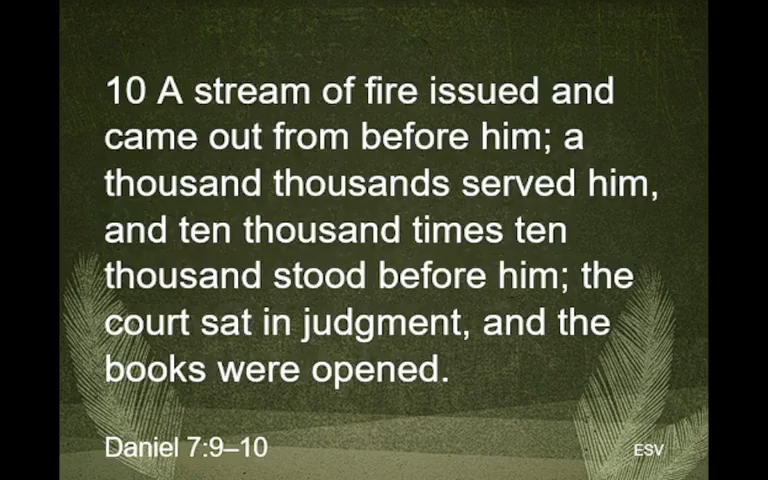 10 A stream of fire issued and
came out from before him; a
thousand thousands served him,
and ten thousand times ten
thousand stood before him; the
court sat in judgment, and the
books were opened.
Daniel 7:9–10
ESV